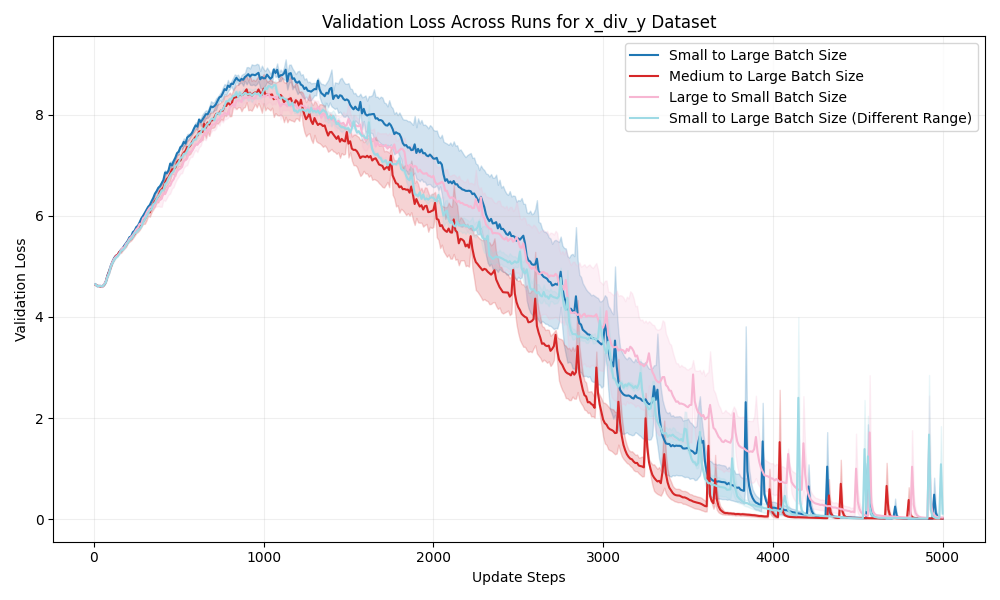 Validation Loss Across Runs for x_div_y Dataset
Small to Large Batch Size
Medium to Large Batch Size
Large to Small Batch Size
Small to Large Batch Size (Different Range)
Validation Loss
8
6
4
2
0
0 1000 2000 3000 4000 5000
Update Steps